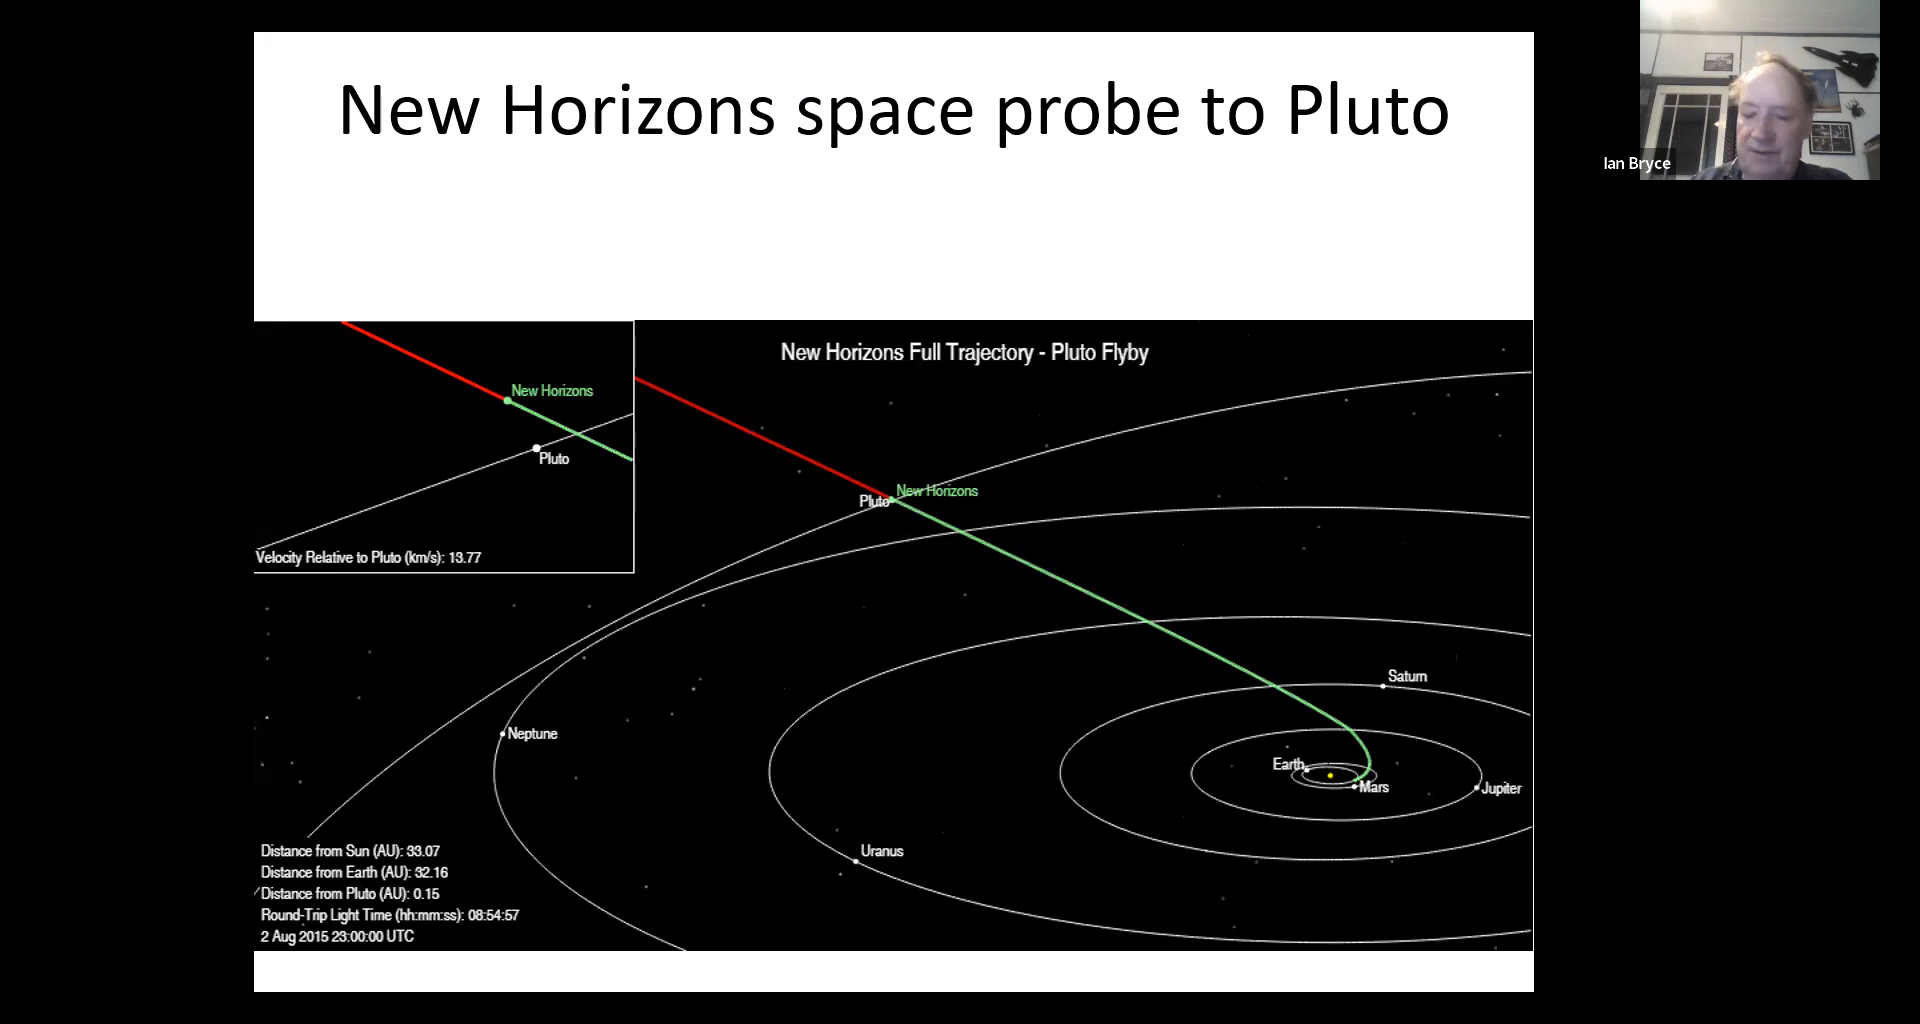 New Horizons space probe to Pluto
Ian Bryce
New Horizons Full Trajectory - Pluto Flyby
New Horizons
Pluto
Velocity Relative to Pluto (km/s): 13.77
New Horizons
Pluto
Saturn
Neptune
Earth
Mars
Jupiter
Uranus
Distance from Sun (AU): 33.07
Distance from Earth (AU): 32.16
Distance from Pluto (AU): 0.15
Round-Trip Light Time (hh:mm:ss): 08:54:57
2 Aug 2015 23:00:00 UTC